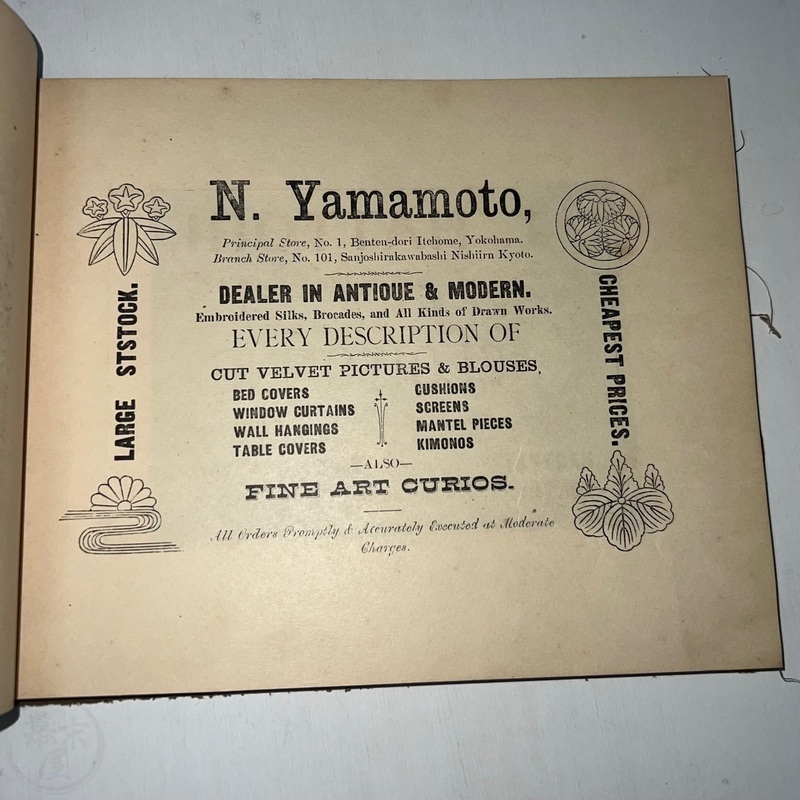 N. Yamamoto,
Principal Store, No. 1, Benten-dori Itchome, Yokohama.
Branch Store, No. 101, Sanjoshirakawabashi Nishiirn Kyoto.
DEALER IN ANTIOUE & MODERN.
Embroidered Silks, Brocades, and All Kinds of Drawn Works.
EVERY DESCRIPTION OF
CUT VELVET PICTURES & BLOUSES,
BED COVERS
WINDOW CURTAINS
WALL HANGINGS
TABLE COVERS
CUSHIONS
SCREENS
MANTEL PIECES
KIMONOS
—ALSO—
FINE ART CURIOS.
All Orders Promptly & Accurately Executed at Moderate
Charges.
LARGE STSTOCK.
CHEAPEST PRICES.